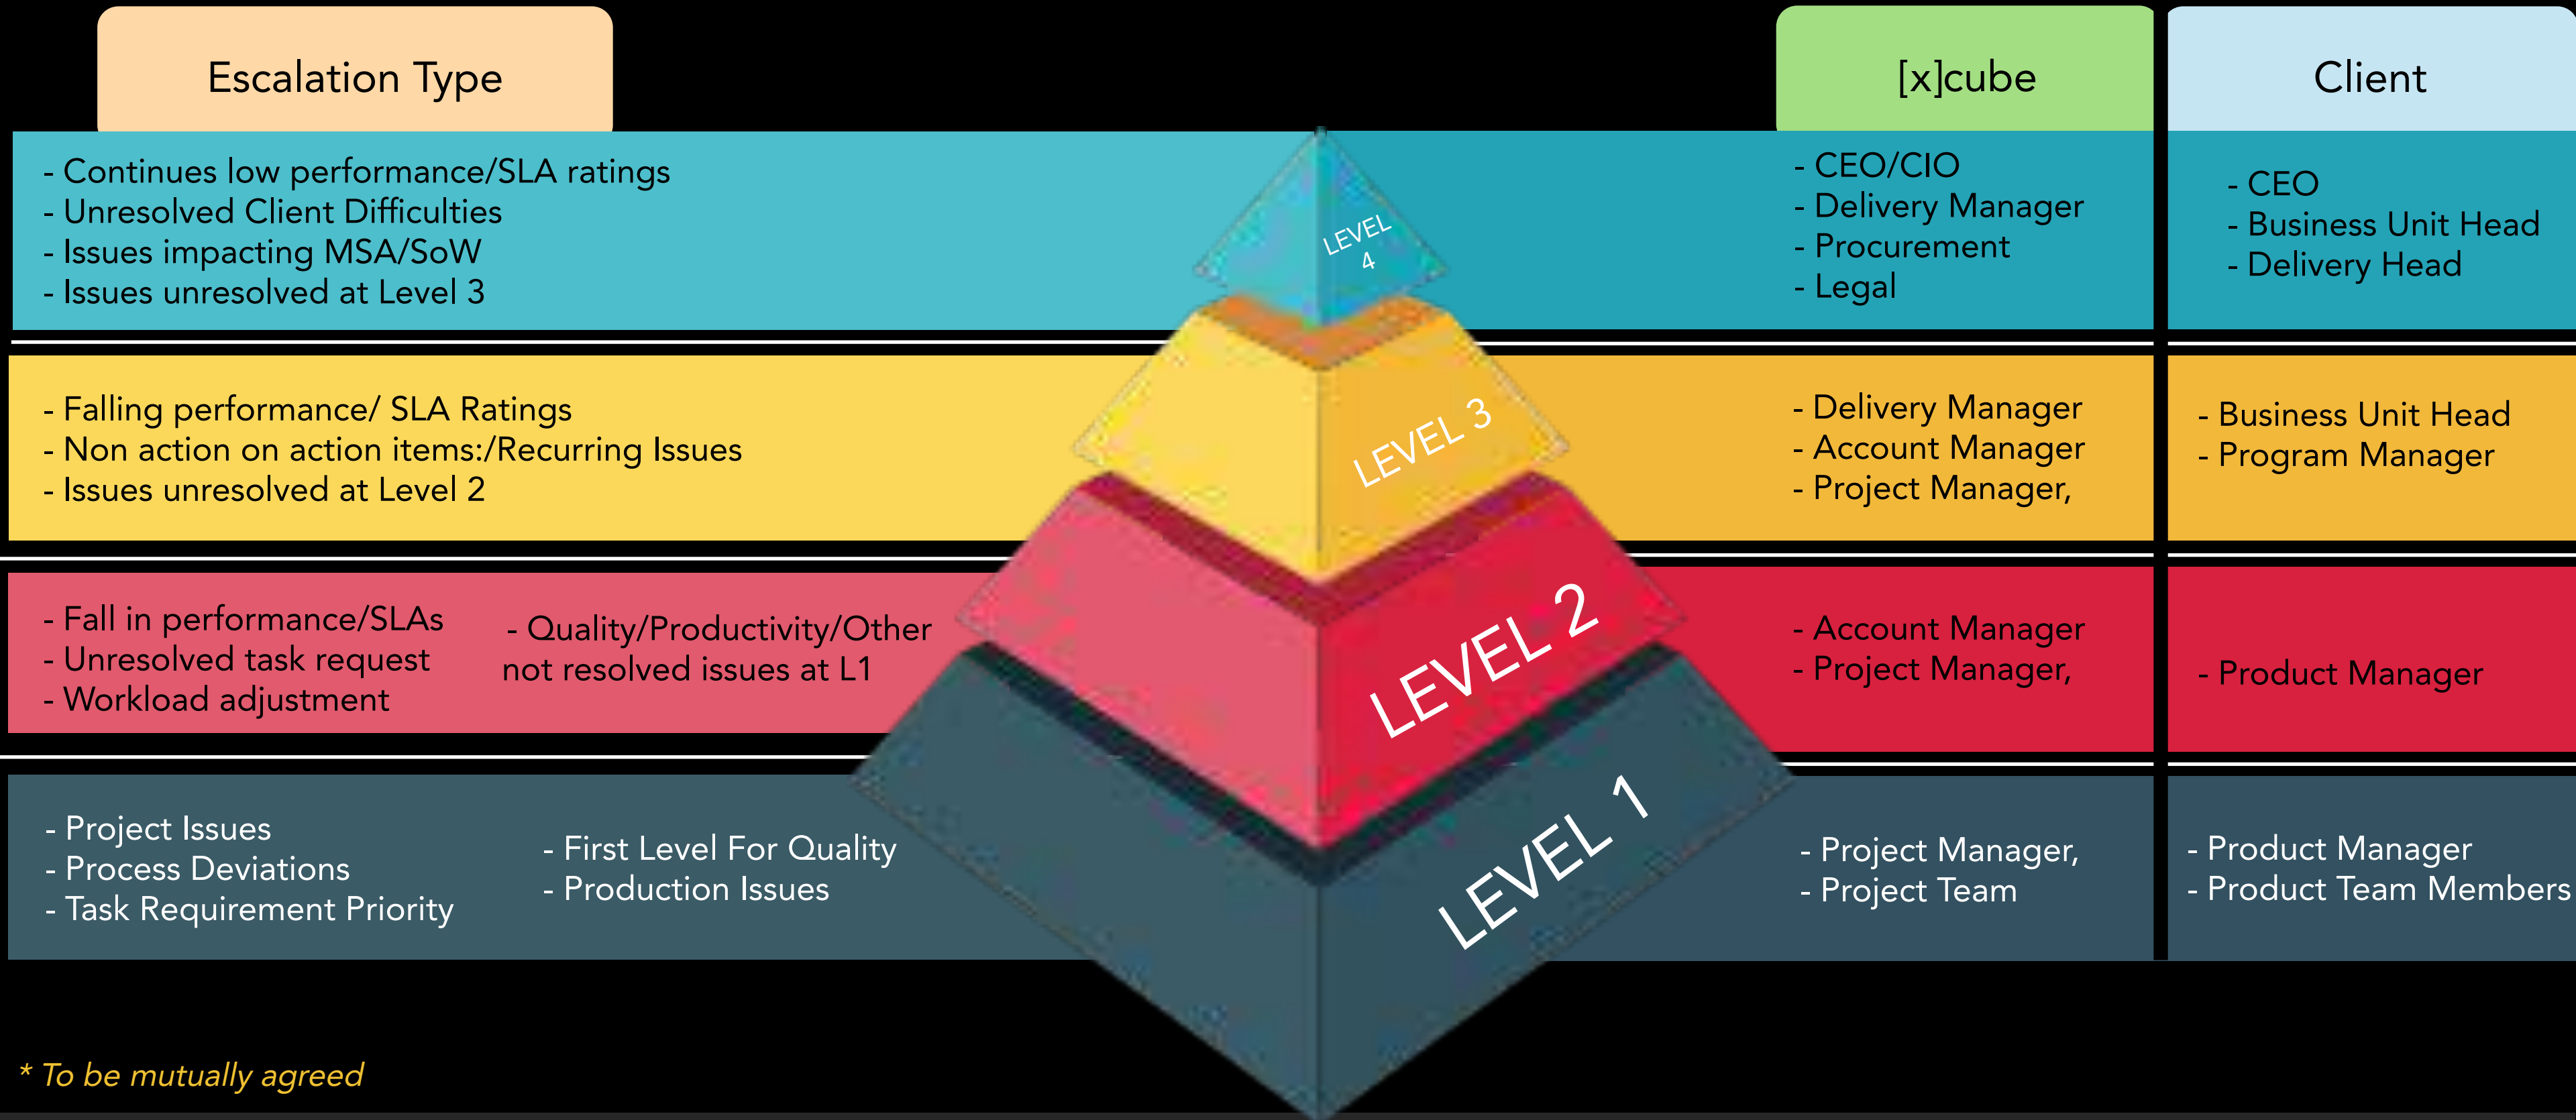 Escalation Type
[x]cube
Client
- Continues low performance/SLA ratings
- Unresolved Client Difficulties
- Issues impacting MSA/SoW
- Issues unresolved at Level 3
LEVEL
4
- CEO/CIO
- Delivery Manager
- Procurement
- Legal
- CEO
- Business Unit Head
- Delivery Head
- Falling performance/ SLA Ratings
- Non action on action items:/Recurring Issues
- Issues unresolved at Level 2
LEVEL 3
- Delivery Manager
- Account Manager
- Project Manager,
- Business Unit Head
- Program Manager
- Fall in performance/SLAs
- Unresolved task request
- Workload adjustment
- Quality/Productivity/Other
not resolved issues at L1
LEVEL 2
- Account Manager
- Project Manager,
- Product Manager
- Project Issues
- Process Deviations
- Task Requirement Priority
- First Level For Quality
- Production Issues
LEVEL 1
- Project Manager,
- Project Team
- Product Manager
- Product Team Members
* To be mutually agreed